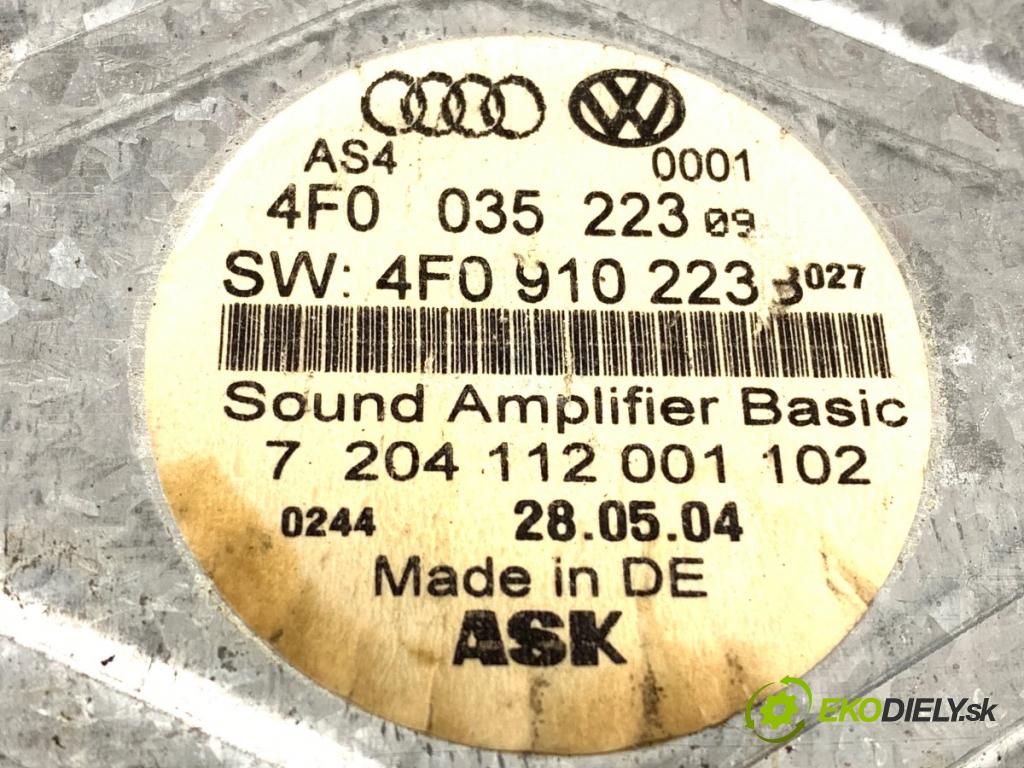 AS4 0001
4F0 035 223 09
SW: 4F0 910 223 3027
Sound Amplifier Basic
7 204 112 001 102
0244 28.05.04
Made in DE
ASK
EKODIELY.sk